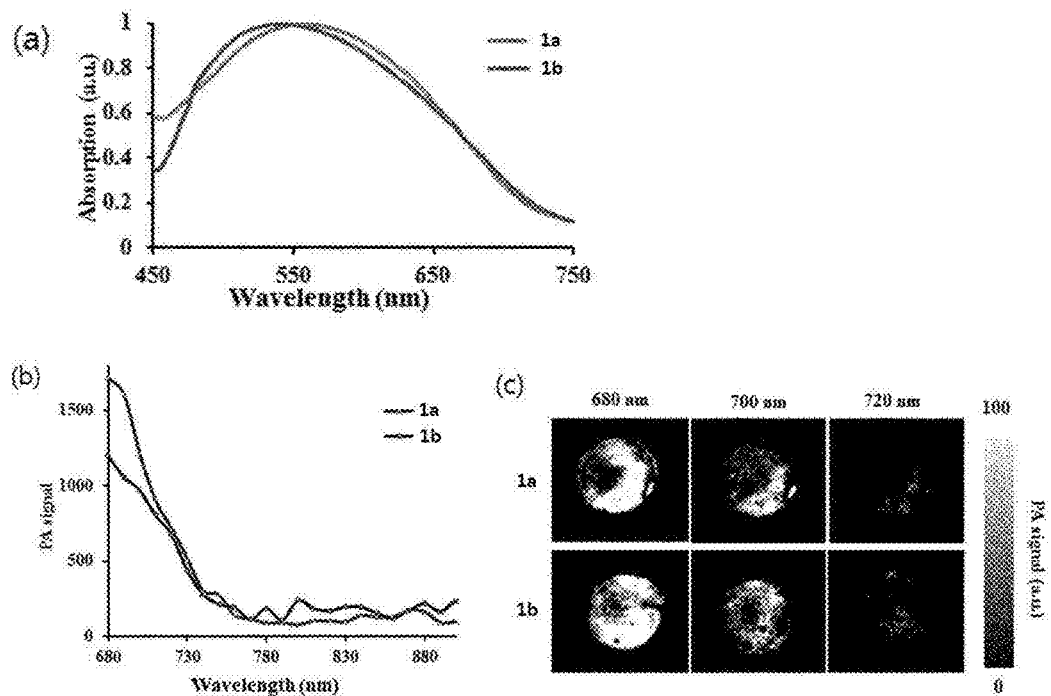 (a)
Absorption (a.u.)
1
0.8
0.6
0.4
0.2
0
450 550 650 750
Wavelength (nm)
1a
1b
(b)
PA signal
1500
1000
500
0
680 730 780 830 880
Wavelength (nm)
1a
1b
(c)
680 nm 700 nm 720 nm
1a
1b
100
PA signal (a.u.)
0